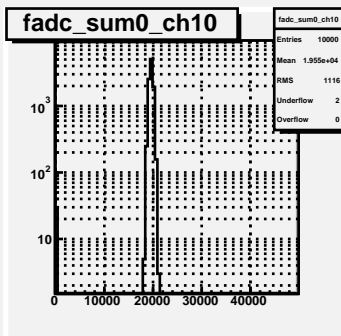 fadc_sum0_ch10
fadc_sum0_ch10
Entries 10000
Mean 1.955e+04
RMS 1116
Underflow 2
Overflow 0
10³
10²
10
0 10000 20000 30000 40000